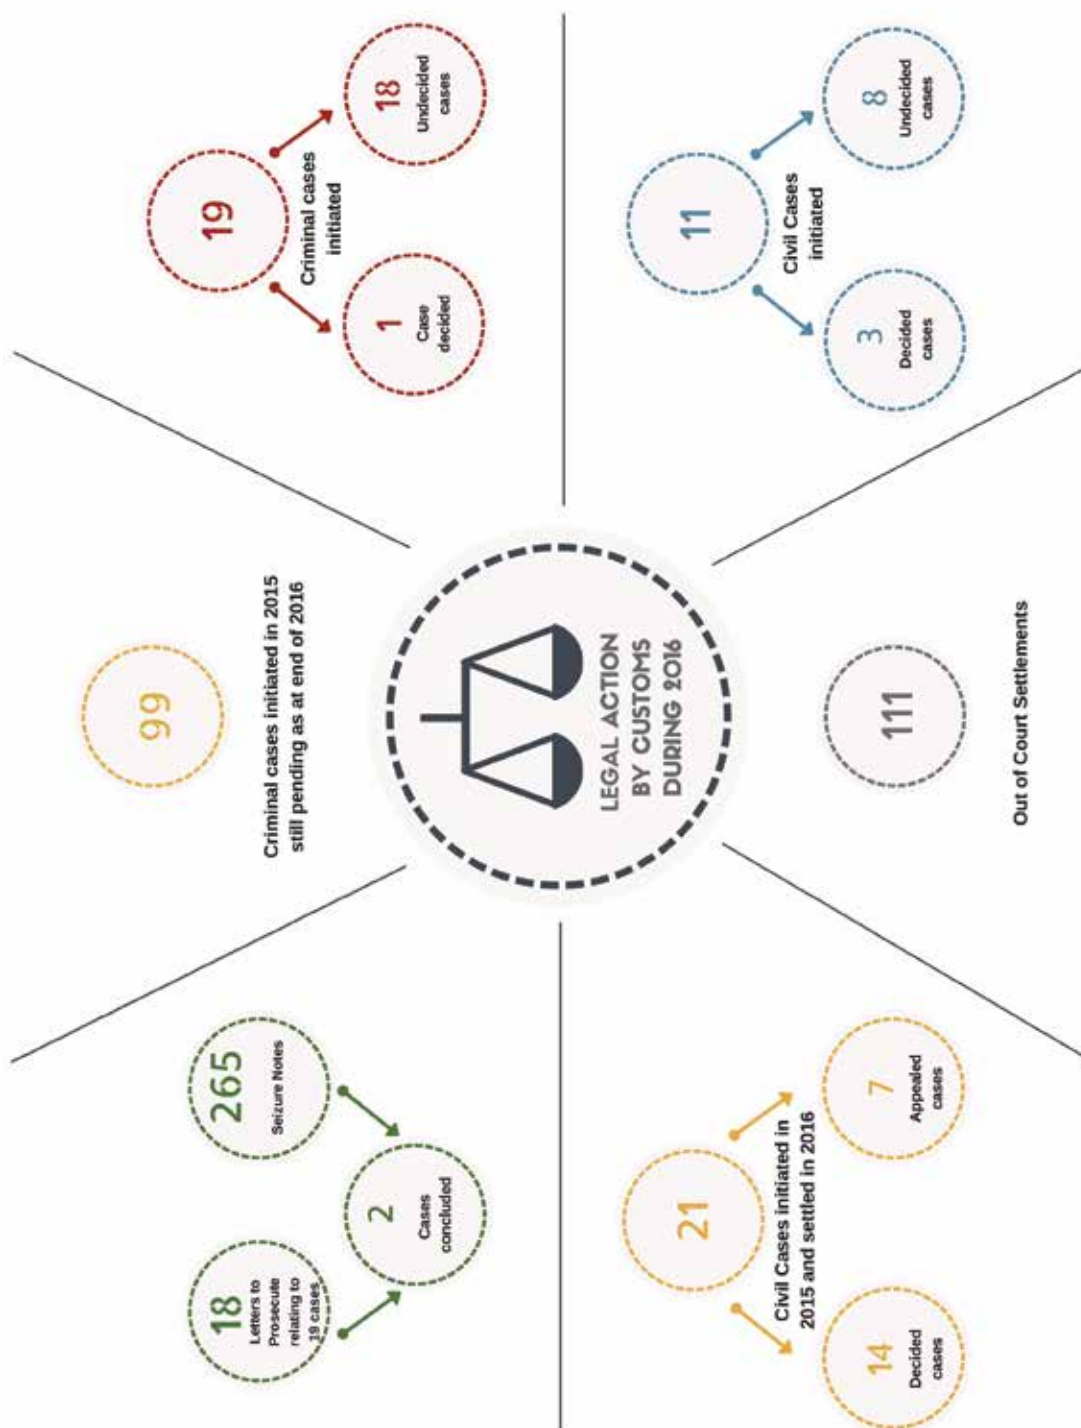 18
Letters to
Prosecute
relating to
19 cases
265
Seizure Notes
2
Cases
concluded
99
Criminal cases initiated in 2015
still pending as at end of 2016
19
Criminal cases
initiated
1
Case
decided
18
Undecided
cases
LEGAL ACTION
BY CUSTOMS
DURING 2016
21
Civil Cases initiated in
2015 and settled in 2016
14
Decided
cases
7
Appealed
cases
111
Out of Court Settlements
11
Civil Cases
initiated
3
Decided
cases
8
Undecided
cases